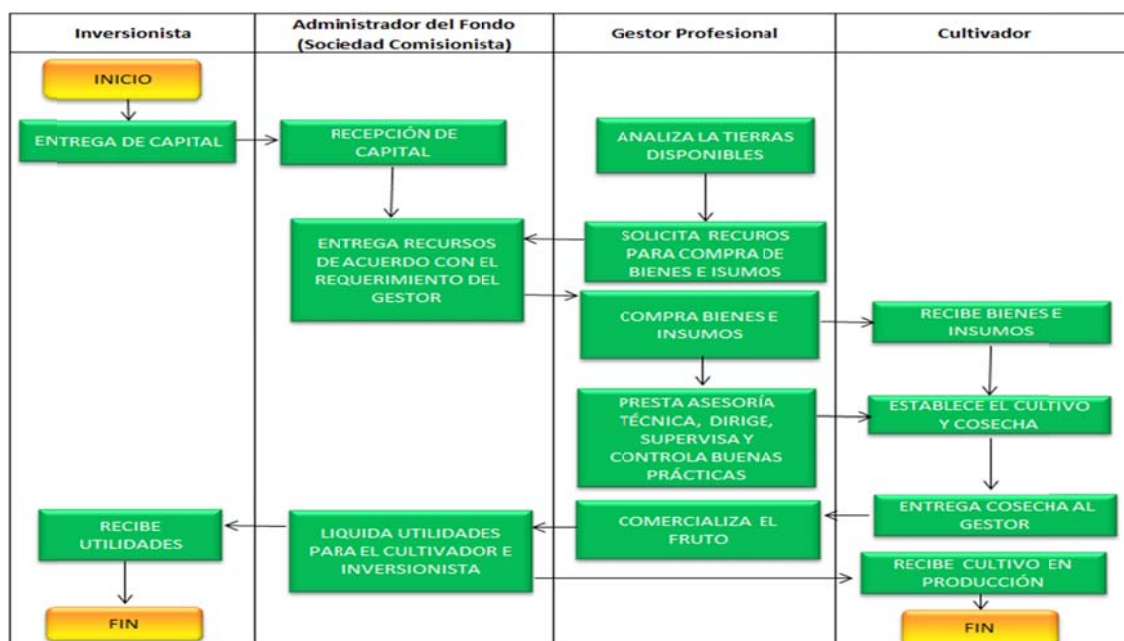 Inversionista
Administrador del Fondo
(Sociedad Comisionista)
Gestor Profesional
Cultivador
INICIO
ENTREGA DE CAPITAL
RECEPCIÓN DE
CAPITAL
ANALIZA LA TIERRAS
DISPONIBLES
ENTREGA RECURSOS
DE ACUERDO CON EL
REQUERIMIENTO DEL
GESTOR
SOLICITA RECUROS
PARA COMPRA DE
BIENES E ISUMOS
COMPRA BIENES E
INSUMOS
RECIBE BIENES E
INSUMOS
PRESTA ASESORÍA
TÉCNICA, DIRIGE,
SUPERVISA Y
CONTROLA BUENAS
PRÁCTICAS
ESTABLECE EL CULTIVO
Y COSECHA
ENTREGA COSECHA AL
GESTOR
COMERCIALIZA EL
FRUTO
LIQUIDA UTILIDADES
PARA EL CULTIVADOR E
INVERSIONISTA
RECIBE
UTILIDADES
RECIBE CULTIVO EN
PRODUCCIÓN
FIN
FIN